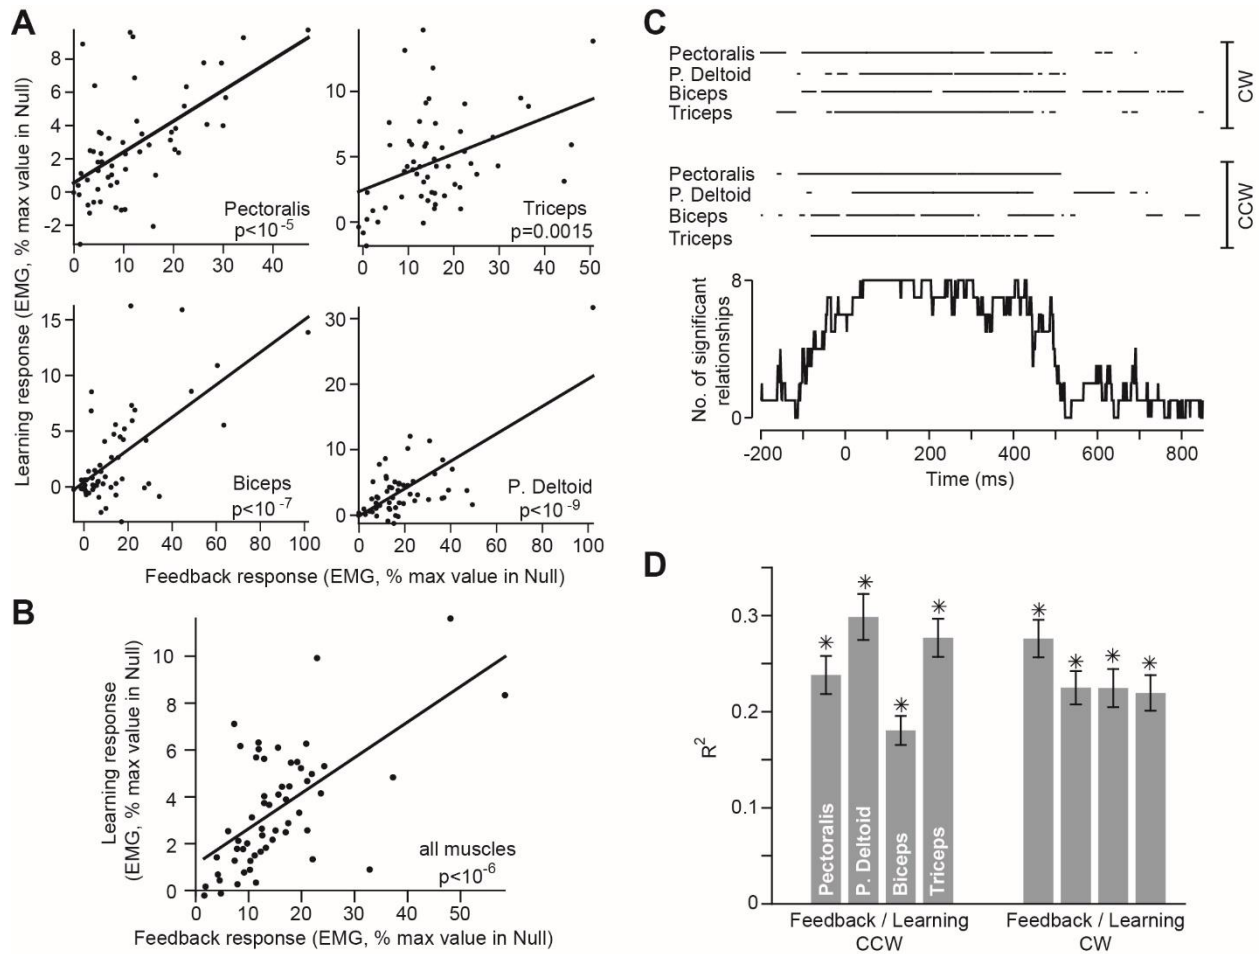 A
Learning response (EMG, % max value in Null)
8
6
4
2
0
-2
0 10 20 30 40
Pectoralis
p<10⁻⁵
10
5
0
0 10 20 30 40 50
Triceps
p=0.0015
15
10
5
0
0 20 40 60 80 100
Biceps
p<10⁻⁷
30
20
10
0
0 20 40 60 80 100
P. Deltoid
p<10⁻⁹
Feedback response (EMG, % max value in Null)
B
Learning response
(EMG, % max value in Null)
10
8
6
4
2
0
0 10 20 30 40 50
all muscles
p<10⁻⁶
Feedback response (EMG, % max value in Null)
C
Pectoralis
P. Deltoid
Biceps
Triceps
CW
Pectoralis
P. Deltoid
Biceps
Triceps
CCW
No. of significant
relationships
8
0
-200 0 200 400 600 800
Time (ms)
D
R²
0.3
0.2
0.1
0
* * * * * * * *
Pectoralis
P. Deltoid
Biceps
Triceps
Feedback / Learning
CCW
Feedback / Learning
CW